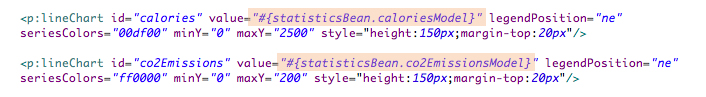 <p:lineChart id="calories" value="#{statisticsBean.caloriesModel}" legendPosition="ne"
seriesColors="00df00" minY="0" maxY="2500" style="height:150px;margin-top:20px"/>
<p:lineChart id="co2Emissions" value="#{statisticsBean.co2EmissionsModel}" legendPosition="ne"
seriesColors="ff0000" minY="0" maxY="200" style="height:150px;margin-top:20px"/>